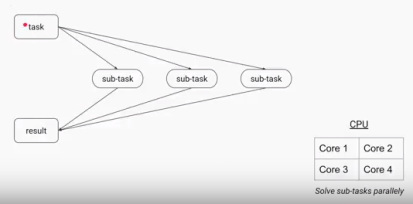 task
sub-task sub-task sub-task
result
CPU
Core 1 Core 2
Core 3 Core 4
Solve sub-tasks parallely